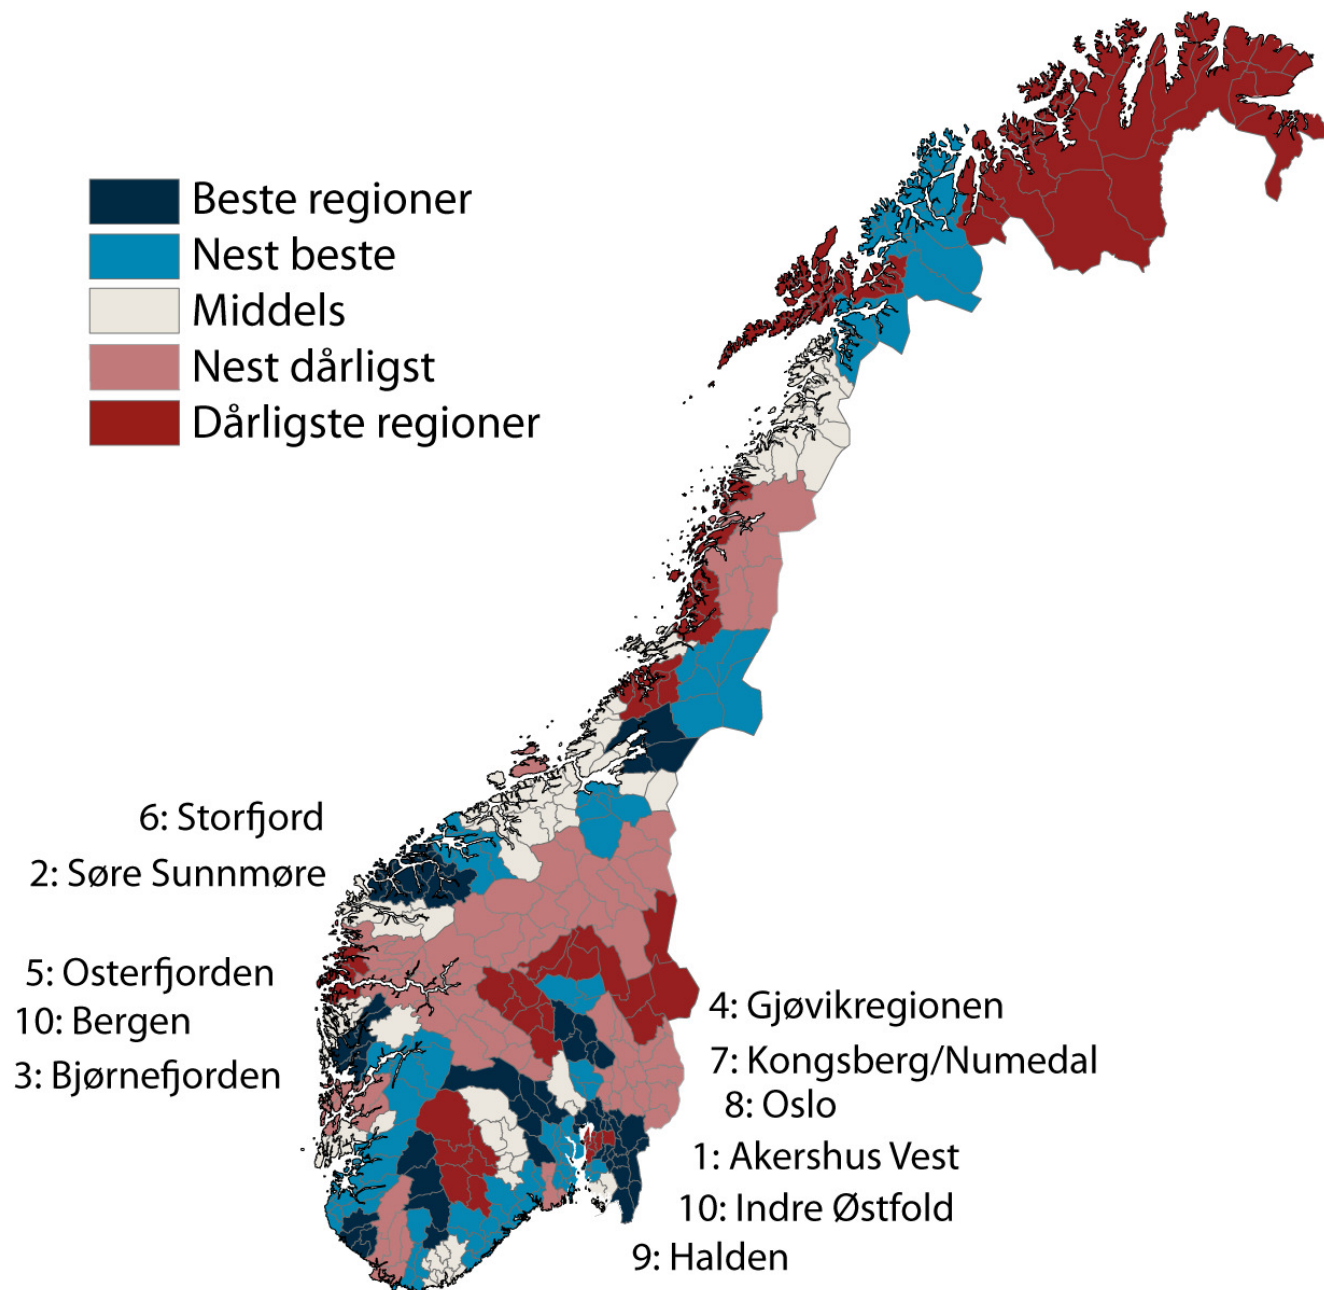 Beste regioner
Nest beste
Middels
Nest dårligst
Dårligste regioner
6: Storfjord
2: Søre Sunnmøre
5: Osterfjorden
10: Bergen
3: Bjørnefjorden
4: Gjøvikregionen
7: Kongsberg/Numedal
8: Oslo
1: Akershus Vest
10: Indre Østfold
9: Halden